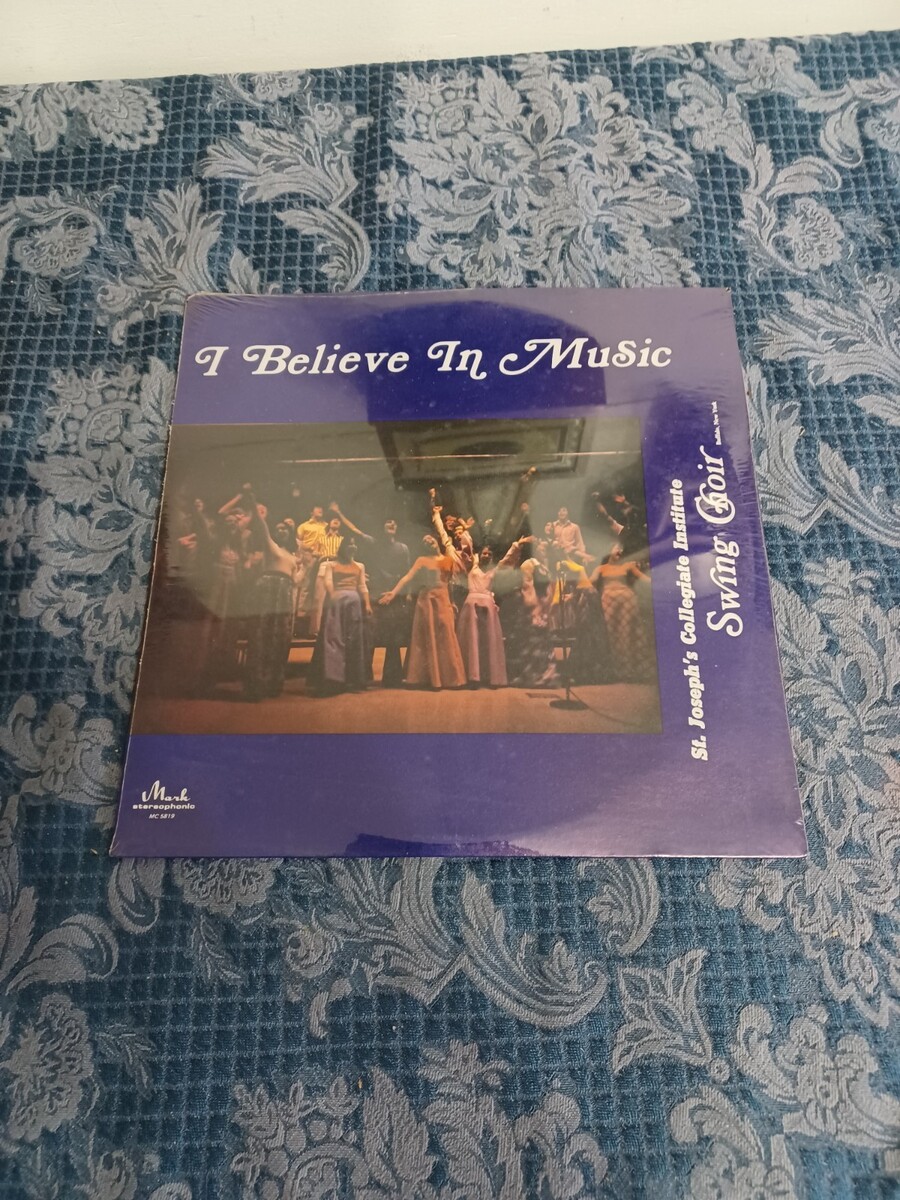 I Believe In Music
St. Joseph's Collegiate Institute
Swing Choir
Buffalo, New York
Mark
stereophonic
MC 5819